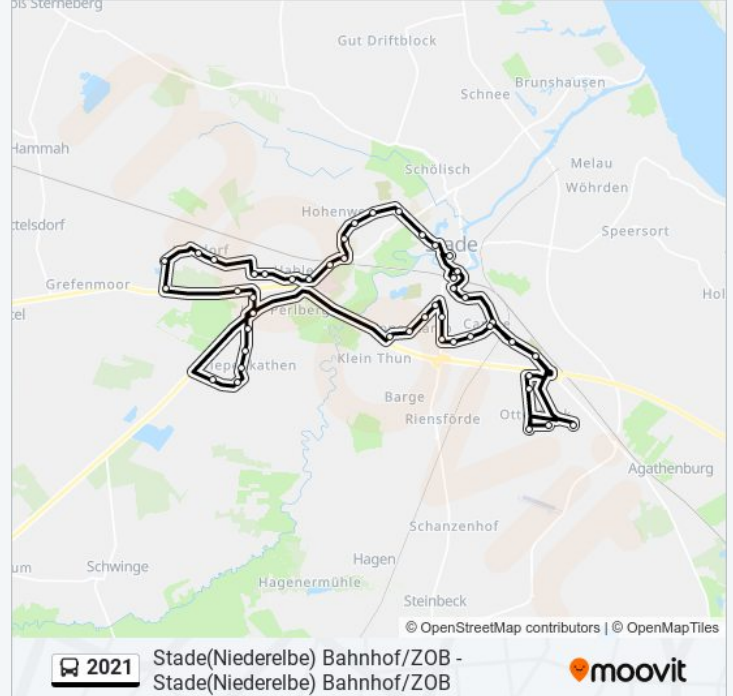 Gut Driftblock
Brunshausen
Schnee
Hammah
Schölisch
Melau
Wöhrden
Speersort
Grefenmoor
Perlberg
Klein Thun
Barge
Riensförde
Agathenburg
Schanzenhof
Hagen
Schwinge
Hagenermühle
Steinbeck
© OpenStreetMap contributors | © OpenMapTiles
2021
Stade(Niederelbe) Bahnhof/ZOB -
Stade(Niederelbe) Bahnhof/ZOB
moovit